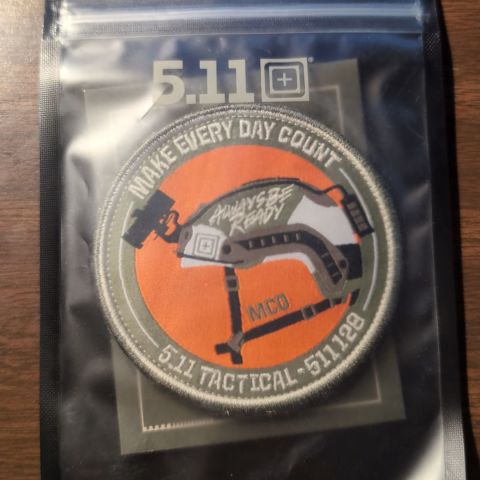 5.11
MAKE EVERY DAY COUNT
ALWAYS BE
READY
MCO
5.11 TACTICAL - 511128